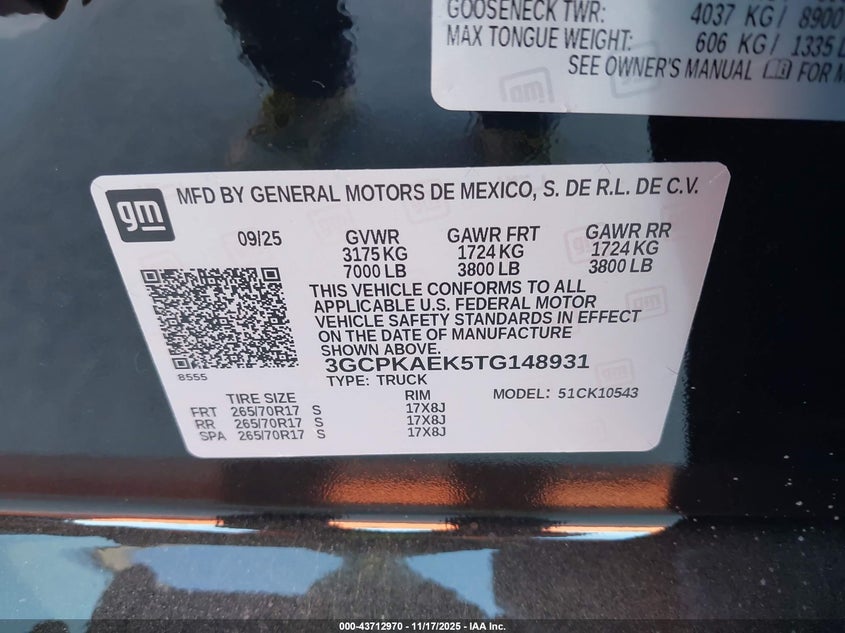 GOOSENECK TWR: 4037 KG / 8900
MAX TONGUE WEIGHT: 606 KG / 1335 L
SEE OWNER'S MANUAL FOR M
gm
gm
MFD BY GENERAL MOTORS DE MEXICO, S. DE R.L. DE C.V.
09/25 GVWR GAWR FRT GAWR RR
3175 KG 1724 KG 1724 KG
7000 LB 3800 LB 3800 LB
THIS VEHICLE CONFORMS TO ALL
APPLICABLE U.S. FEDERAL MOTOR
VEHICLE SAFETY STANDARDS IN EFFECT
ON THE DATE OF MANUFACTURE
SHOWN ABOVE.
3GCPKAEK5TG148931
8555 TYPE: TRUCK MODEL: 51CK10543
TIRE SIZE RIM
FRT 265/70R17 S 17X8J
RR 265/70R17 S 17X8J
SPA 265/70R17 S 17X8J
000-43712970 - 11/17/2025 - IAA Inc.